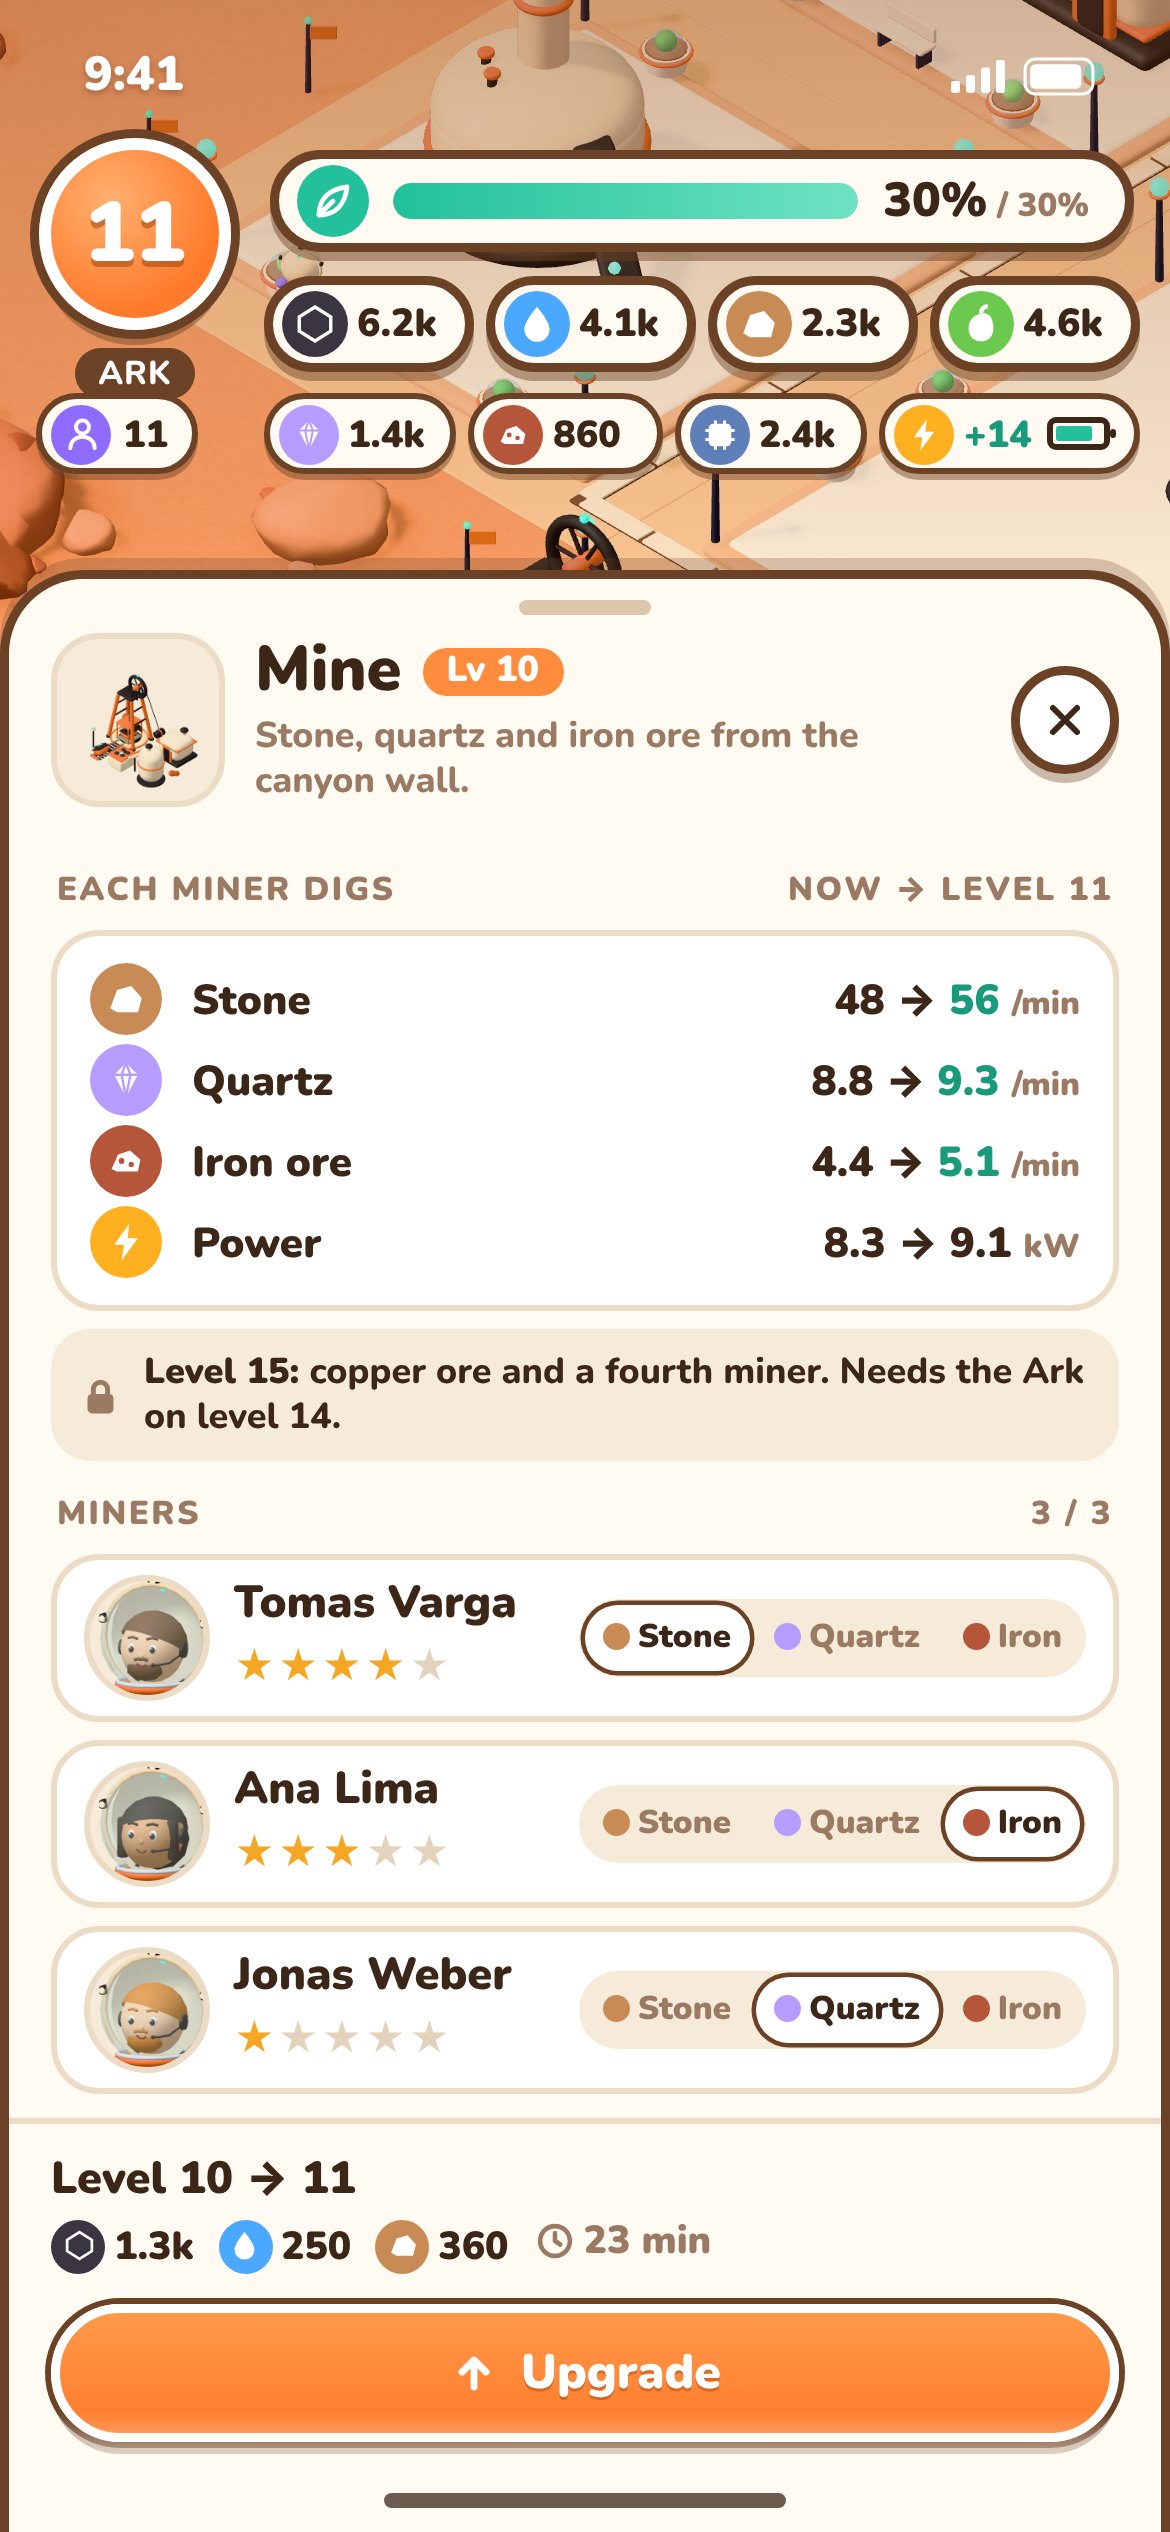 9:41
11
30% / 30%
6.2k 4.1k 2.3k 4.6k
ARK
11 1.4k 860 2.4k +14
Mine Lv 10
Stone, quartz and iron ore from the
canyon wall.
EACH MINER DIGS NOW → LEVEL 11
Stone 48 → 56 /min
Quartz 8.8 → 9.3 /min
Iron ore 4.4 → 5.1 /min
Power 8.3 → 9.1 kW
Level 15: copper ore and a fourth miner. Needs the Ark
on level 14.
MINERS 3 / 3
Tomas Varga
Stone Quartz Iron
Ana Lima
Stone Quartz Iron
Jonas Weber
Stone Quartz Iron
Level 10 → 11
1.3k 250 360 23 min
Upgrade